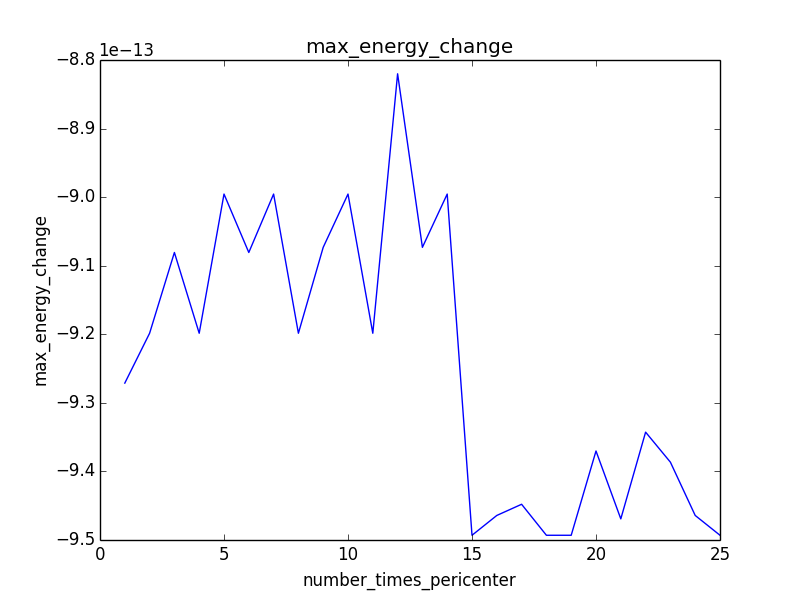 max_energy_change
1e−13
−8.8
−8.9
−9.0
−9.1
−9.2
−9.3
−9.4
−9.5
max_energy_change
0 5 10 15 20 25
number_times_pericenter